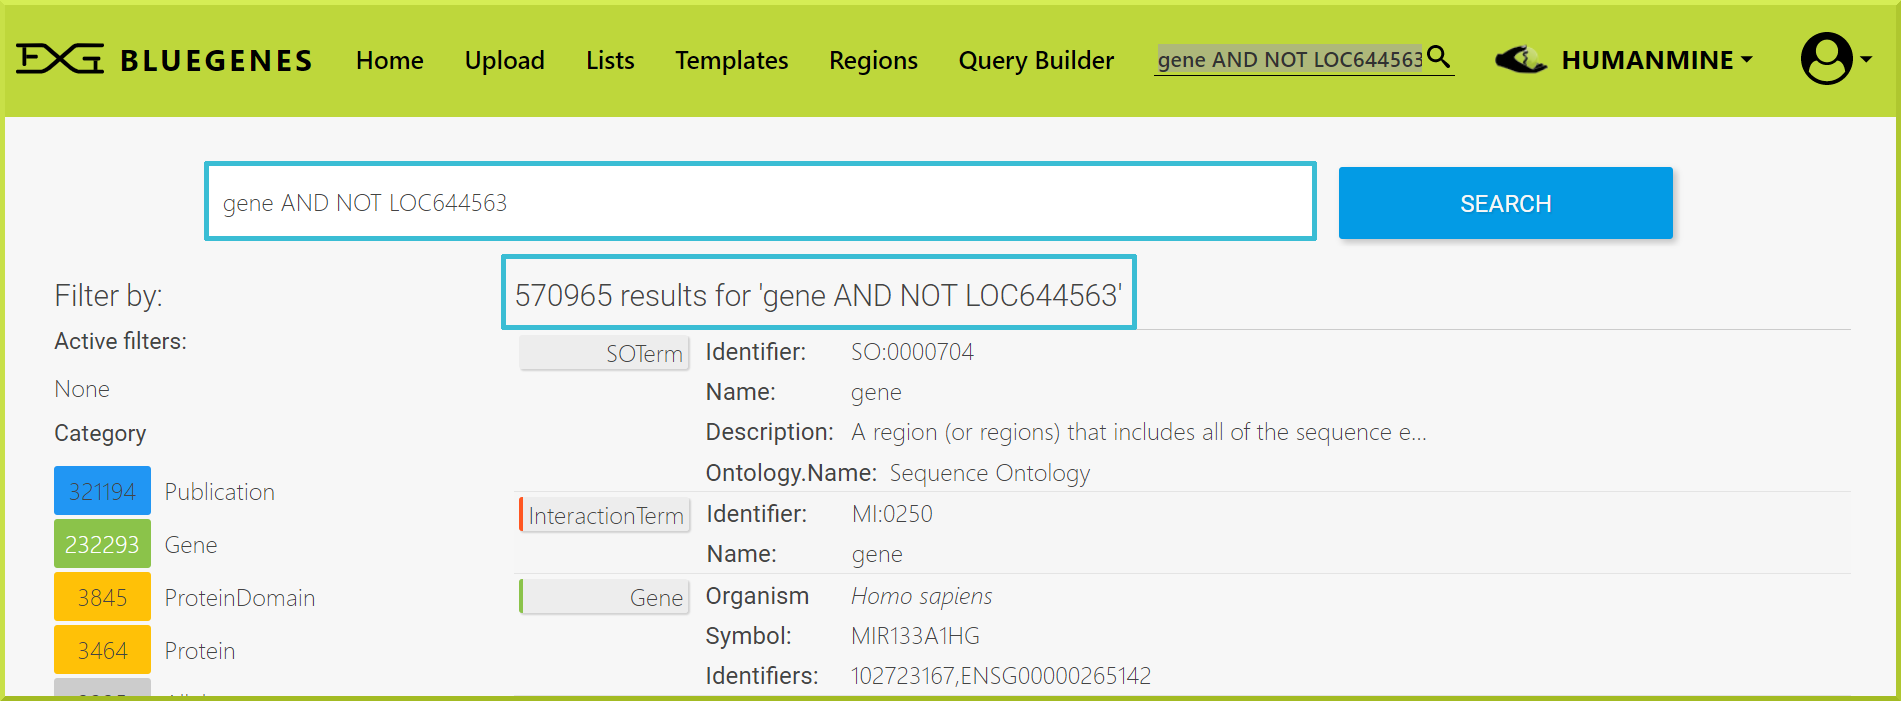 BLUEGENES Home Upload Lists Templates Regions Query Builder gene AND NOT LOC644563 HUMANMINE
gene AND NOT LOC644563 SEARCH
570965 results for 'gene AND NOT LOC644563'
Filter by:
Active filters:
None
Category
321194 Publication
232293 Gene
3845 ProteinDomain
3464 Protein
SOTerm Identifier: SO:0000704
Name: gene
Description: A region (or regions) that includes all of the sequence e...
Ontology.Name: Sequence Ontology
InteractionTerm Identifier: MI:0250
Name: gene
Gene Organism Homo sapiens
Symbol: MIR133A1HG
Identifiers: 102723167,ENSG00000265142